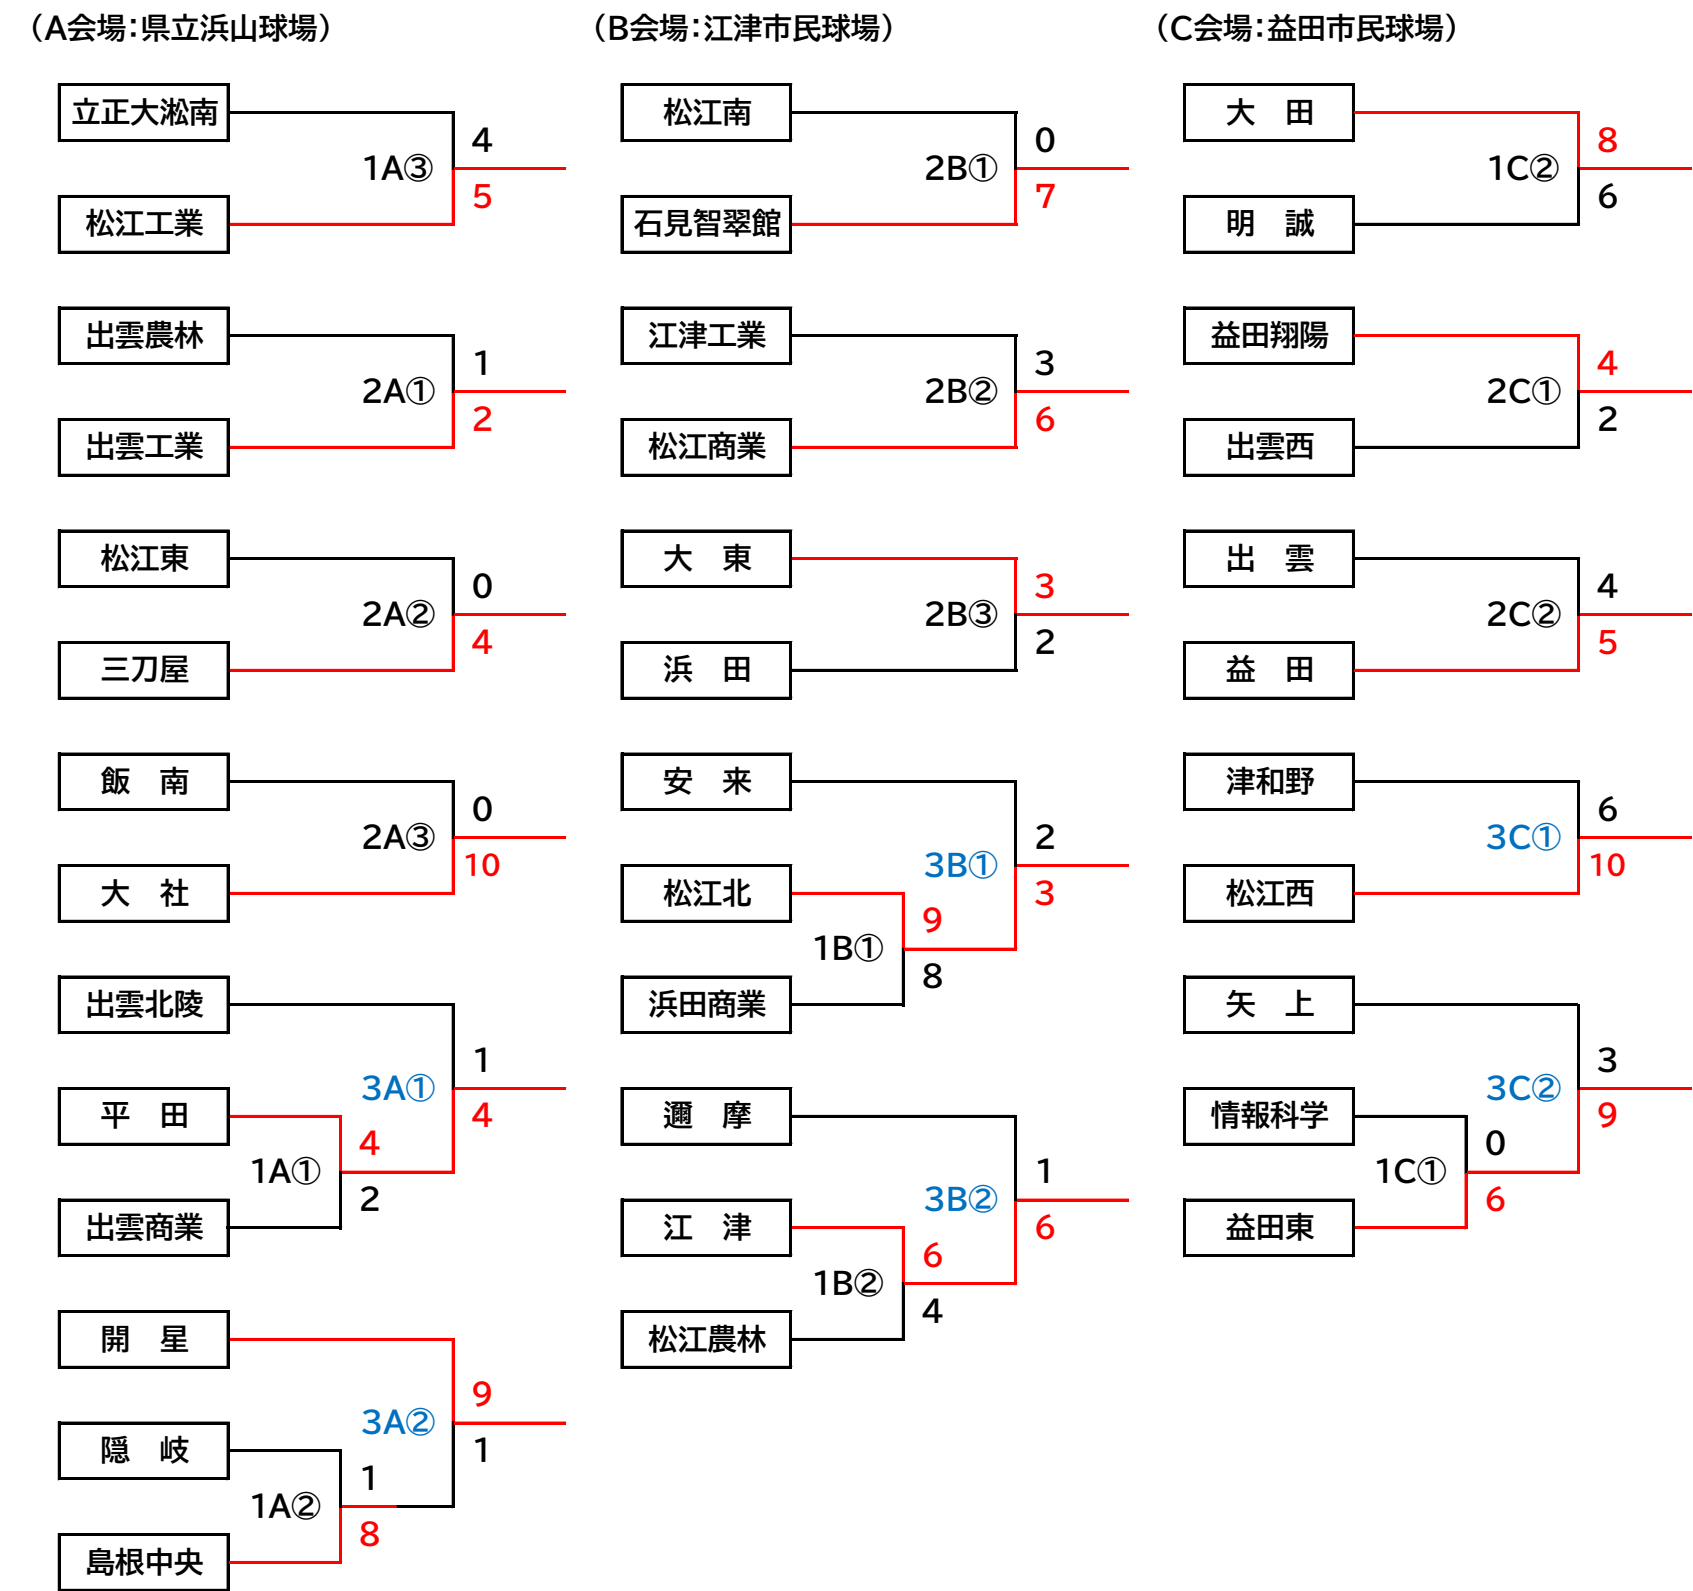 （A会場：県立浜山球場）
立正大淞南
4
1A③
5
松江工業
出雲農林
1
2A①
2
出雲工業
松江東
0
2A②
4
三刀屋
飯　南
0
2A③
10
大　社
出雲北陵
1
3A①
4
平　田
4
1A①
2
出雲商業
開　星
9
3A②
1
隠　岐
1
1A②
8
島根中央
（B会場：江津市民球場）
松江南
0
2B①
7
石見智翠館
江津工業
3
2B②
6
松江商業
大　東
3
2B③
2
浜　田
安　来
2
3B①
3
松江北
9
1B①
8
浜田商業
邇　摩
1
3B②
6
江　津
6
1B②
4
松江農林
（C会場：益田市民球場）
大　田
8
1C②
6
明　誠
益田翔陽
4
2C①
2
出雲西
出　雲
4
2C②
5
益　田
津和野
6
3C①
10
松江西
矢　上
3
3C②
9
情報科学
0
1C①
6
益田東